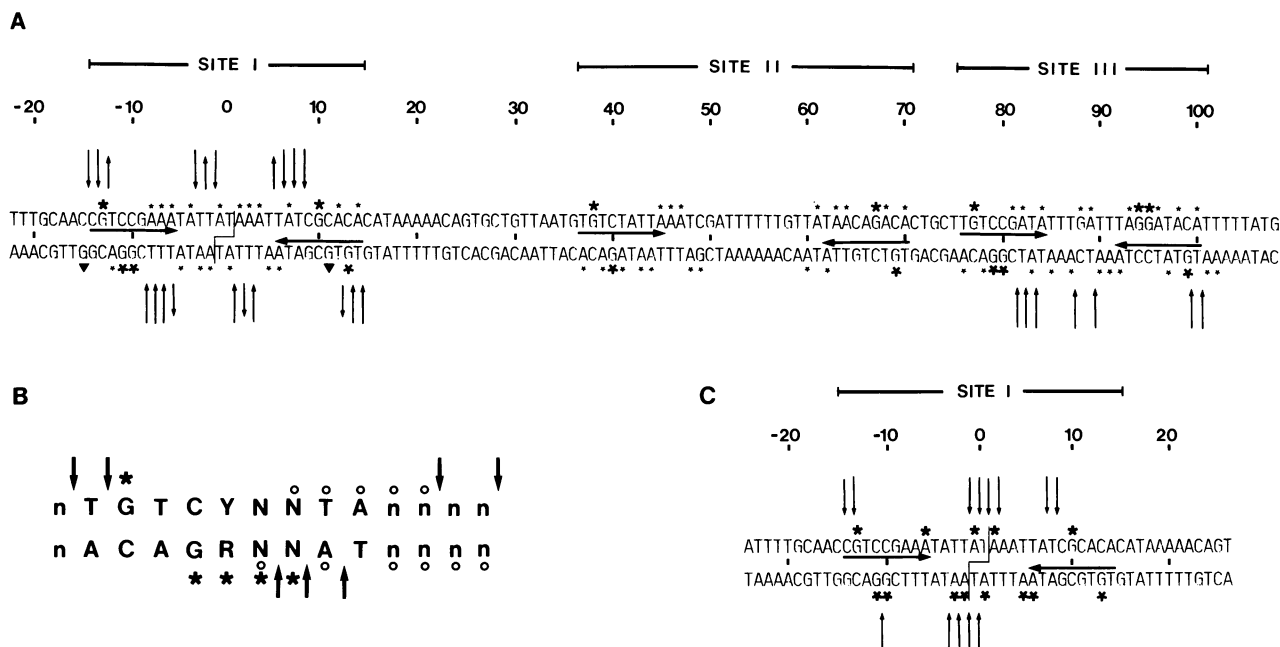 A
SITE I SITE II SITE III
-20 -10 0 10 20 30 40 50 60 70 80 90 100
TTTGCAACCGTCCGAAATATTATAAATTATCGCACACATAAAAACAGTGCTGTTAATGTGTCTATTAAATCGATTTTTTGTTATAACAGACACTGCTTGTCCGATATTTGATTTAGGATACATTTTTATG
AAACGTTGGCAGGCTTTATAATATTTAATAGCGTGTGTATTTTTGTCACGACAATTACACAGATAATTTAGCTAAAAAACAATATTGTCTGTGACGAACAGGCTATAAACTAAATCCTATGTAAAAATAC
B
n T G T C Y N N T A n n n n
n A C A G R N N A T n n n n
C
SITE I
-20 -10 0 10 20
ATTTTGCAACCGTCCGAAATATTATAAATTATCGCACACATAAAAACAGT
TAAAACGTTGGCAGGCTTTATAATATTTAATAGCGTGTGTATTTTTGTCA